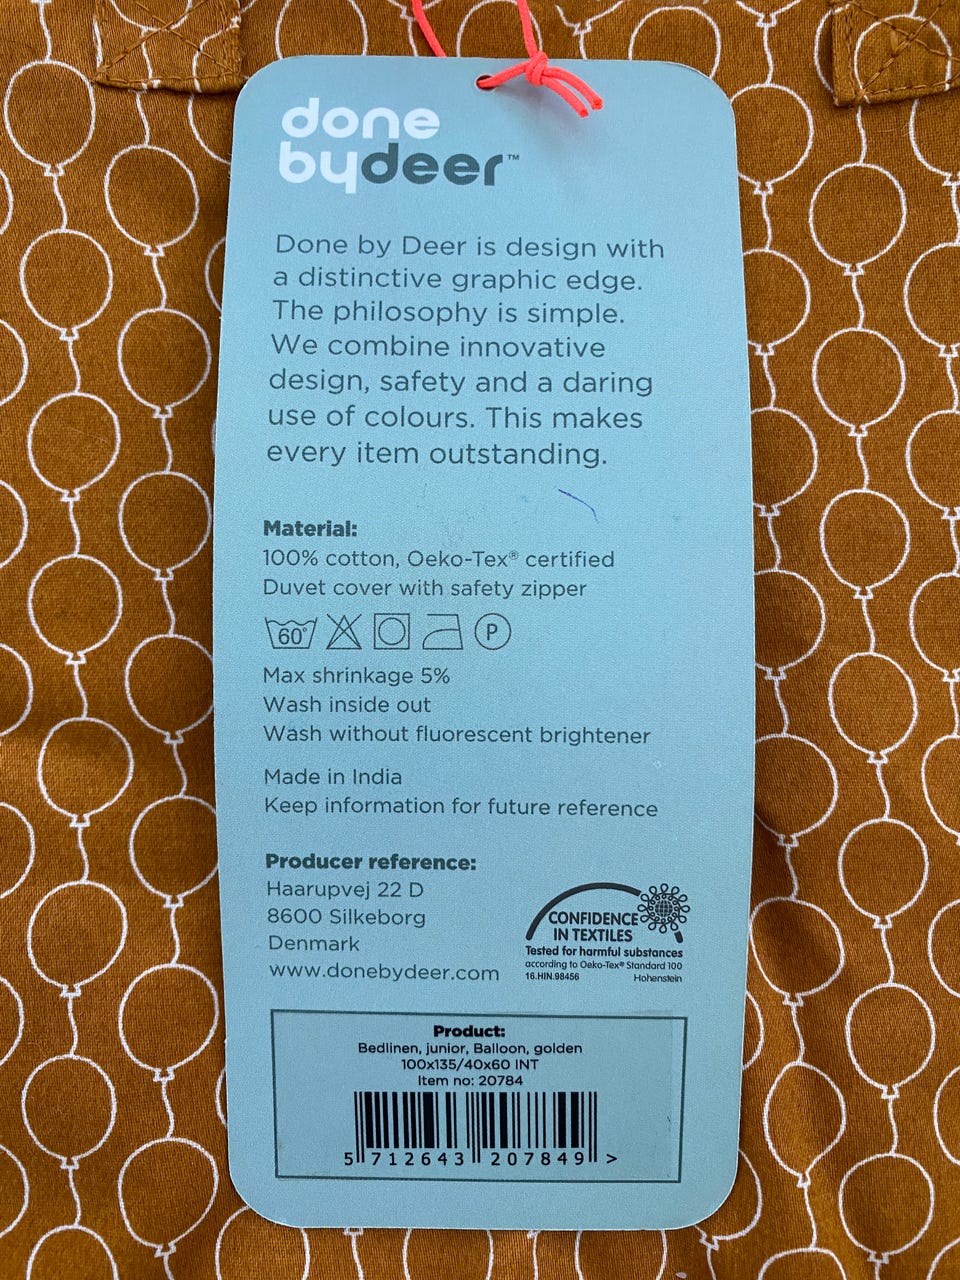 done
bydeer™
Done by Deer is design with
a distinctive graphic edge.
The philosophy is simple.
We combine innovative
design, safety and a daring
use of colours. This makes
every item outstanding.
Material:
100% cotton, Oeko-Tex® certified
Duvet cover with safety zipper
60° P
Max shrinkage 5%
Wash inside out
Wash without fluorescent brightener
Made in India
Keep information for future reference
Producer reference:
Haarupvej 22 D
8600 Silkeborg
Denmark
www.donebydeer.com
CONFIDENCE
IN TEXTILES
Tested for harmful substances
according to Oeko-Tex® Standard 100
16.HIN.98456 Hohenstein
Product:
Bedlinen, junior, Balloon, golden
100x135/40x60 INT
Item no: 20784
5 712643 207849 >